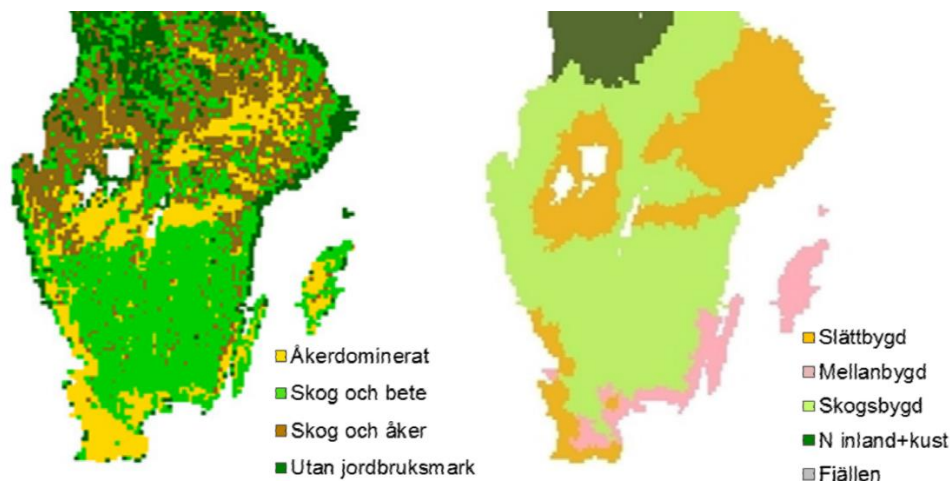 Åkerdominerat
Skog och bete
Skog och åker
Utan jordbruksmark
Slättbygd
Mellanbygd
Skogsbygd
N inland+kust
Fjällen